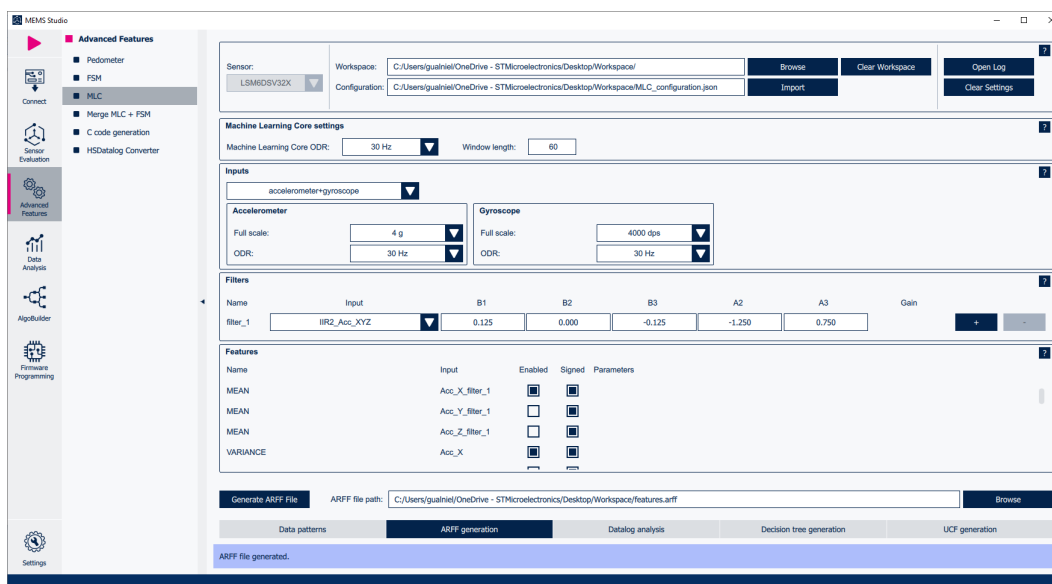 MEMS Studio
Connect
Sensor
Evaluation
Advanced
Features
Data
Analysis
AlgoBuilder
Firmware
Programming
Settings
Advanced Features
Pedometer
FSM
MLC
Merge MLC + FSM
C code generation
HSDatalog Converter
?
Sensor: Workspace: C:/Users/gualniel/OneDrive - STMicroelectronics/Desktop/Workspace/ Browse Clear Workspace Open Log
LSM6DSV32X Configuration: C:/Users/gualniel/OneDrive - STMicroelectronics/Desktop/Workspace/MLC_configuration.json Import Clear Settings
Machine Learning Core settings ?
Machine Learning Core ODR: 30 Hz Window length: 60
Inputs ?
accelerometer+gyroscope
Accelerometer Gyroscope
Full scale: 4 g Full scale: 4000 dps
ODR: 30 Hz ODR: 30 Hz
Filters ?
Name Input B1 B2 B3 A2 A3 Gain
filter_1 IIR2_Acc_XYZ 0.125 0.000 -0.125 -1.250 0.750 + -
Features ?
Name Input Enabled Signed Parameters
MEAN Acc_X_filter_1
MEAN Acc_Y_filter_1
MEAN Acc_Z_filter_1
VARIANCE Acc_X
Generate ARFF File ARFF file path: C:/Users/gualniel/OneDrive - STMicroelectronics/Desktop/Workspace/features.arff Browse
Data patterns ARFF generation Datalog analysis Decision tree generation UCF generation
ARFF file generated.